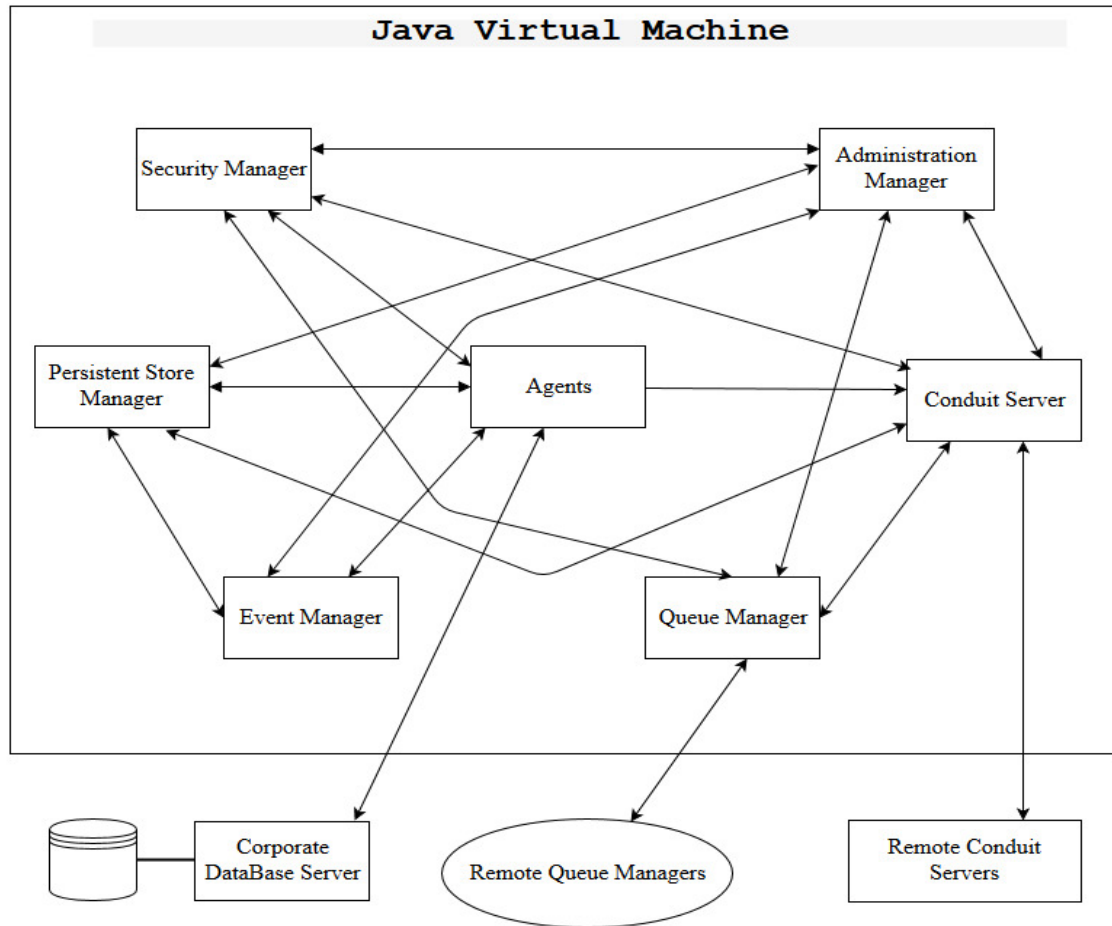 Java Virtual Machine
Security Manager
Administration
Manager
Persistent Store
Manager
Agents
Conduit Server
Event Manager
Queue Manager
Corporate
DataBase Server
Remote Queue Managers
Remote Conduit
Servers